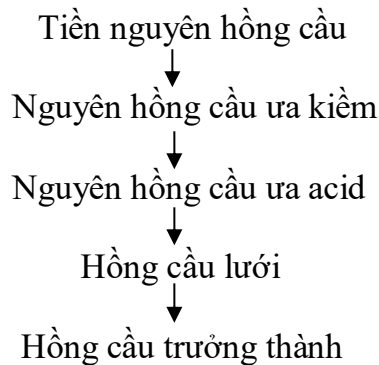 Tiền nguyên hồng cầu
Nguyên hồng cầu ưa kiềm
Nguyên hồng cầu ưa acid
Hồng cầu lưới
Hồng cầu trưởng thành